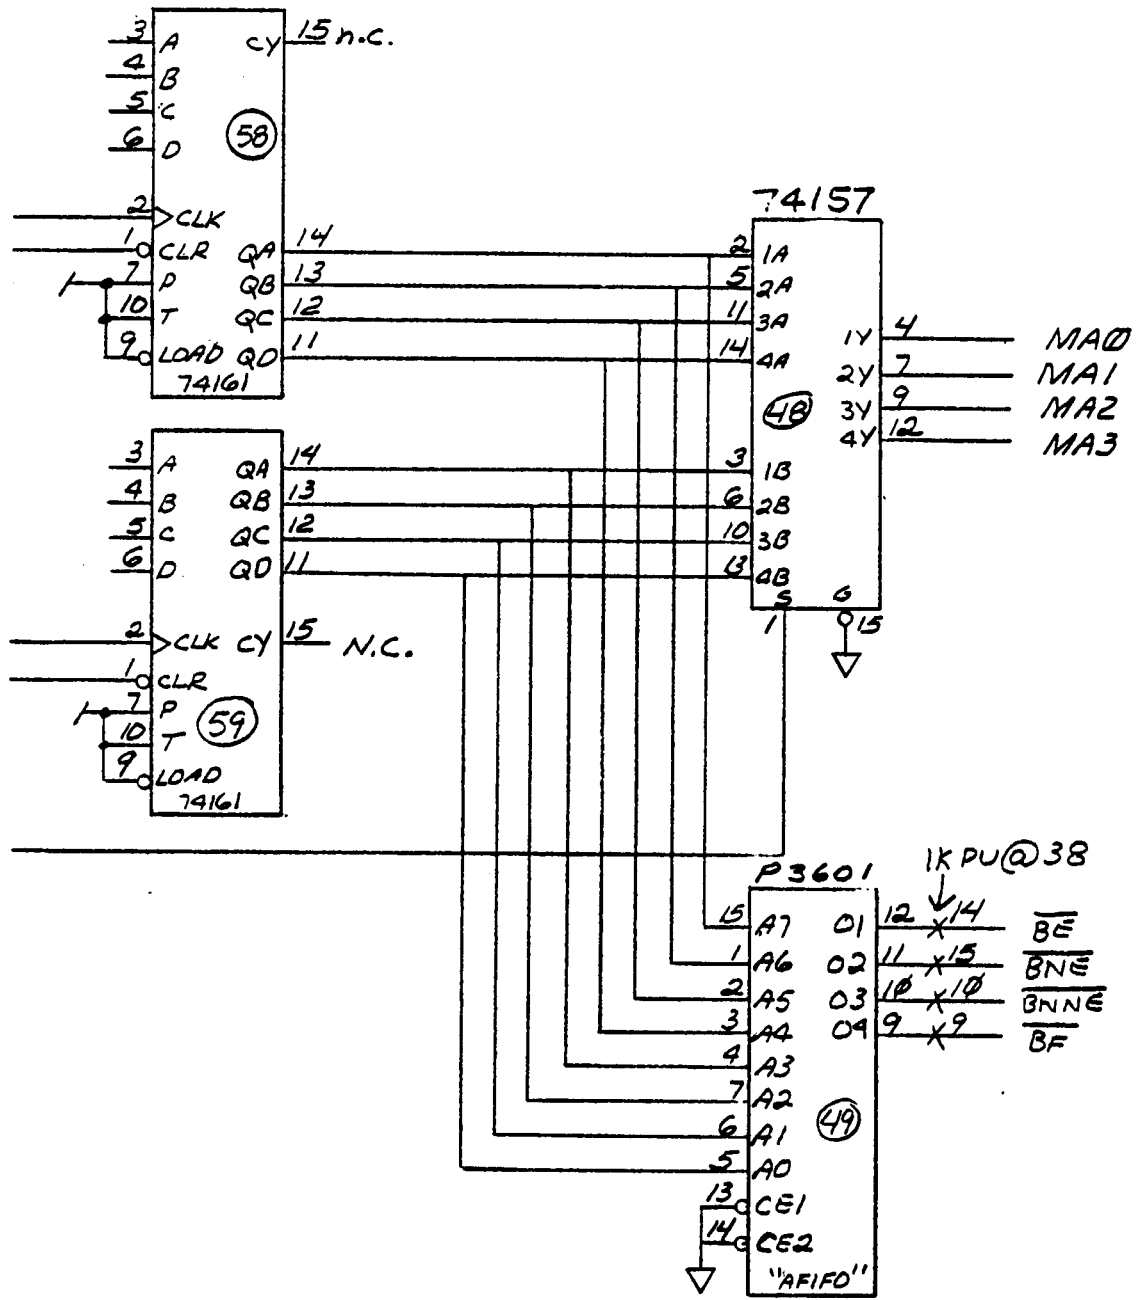 3 A CY 15 n.c.
4 B
5 C
6 D
58
2 CLK
1 CLR QA 14
7 P QB 13
10 T QC 12
9 LOAD QD 11
74161
3 A QA 14
4 B QB 13
5 C QC 12
6 D QD 11
2 CLK CY 15 N.C.
1 CLR
7 P
10 T
59
9 LOAD
74161
74157
2 1A
5 2A
11 3A
14 4A
1Y 4 MA0
2Y 7 MA1
3Y 9 MA2
4Y 12 MA3
48
3 1B
6 2B
10 3B
13 4B
S G
1 15
P3601
1K PU@38
15 A7 O1 12 14 BE
1 A6 O2 11 15 BNE
2 A5 O3 10 10 BNNE
3 A4 O4 9 9 BF
4 A3
7 A2
6 A1
5 A0
49
13 CE1
14 CE2
"AFIFO"